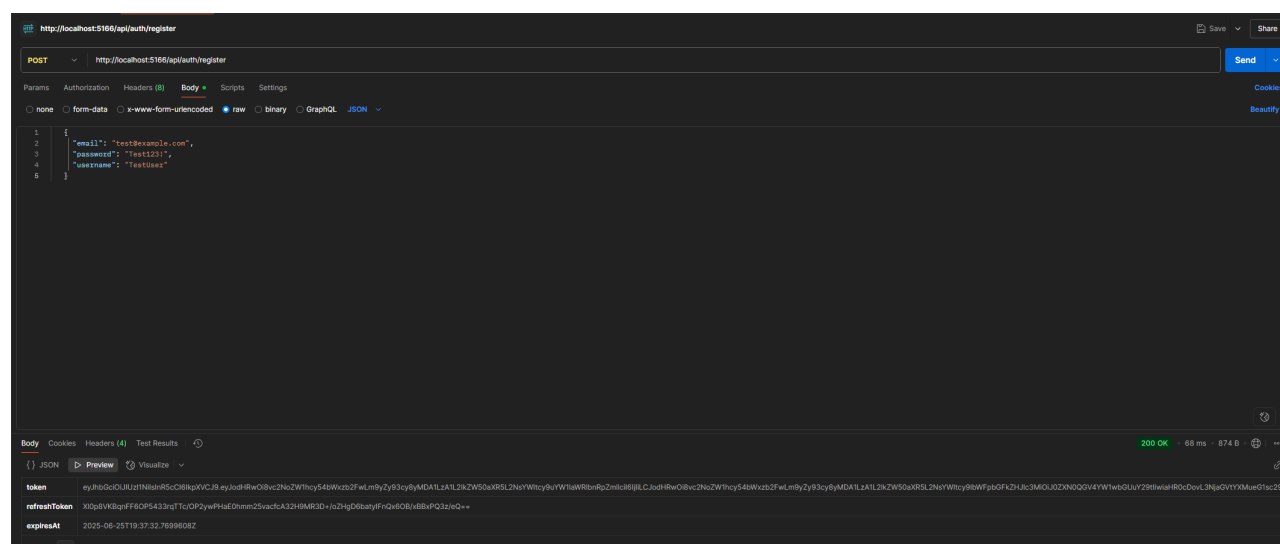 http://localhost:5166/api/auth/register
Save
Share
POST
http://localhost:5166/api/auth/register
Send
Params Authorization Headers (8) Body Scripts Settings
Cookies
none form-data x-www-form-urlencoded raw binary GraphQL JSON
Beautify
1 {
2 "email": "test@example.com",
3 "password": "Test123!",
4 "username": "TestUser"
5 }
Body Cookies Headers (4) Test Results
200 OK 68 ms 874 B
{} JSON Preview Visualize
token
refreshToken
expiresAt 2025-06-25T19:37:32.7699608Z